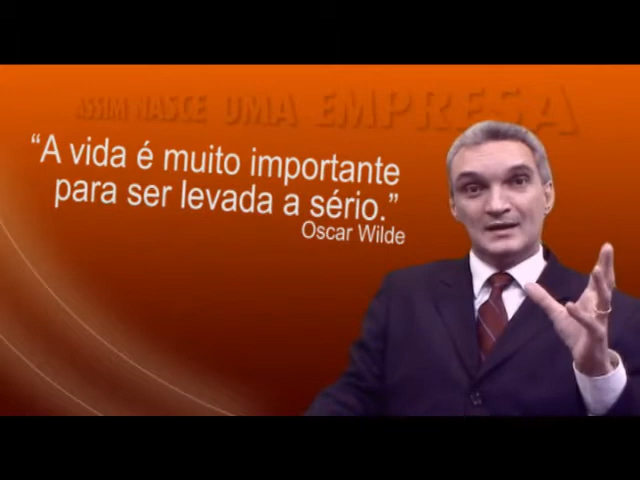 ASSIM NASCE UMA EMPRESA
“A vida é muito importante
para ser levada a sério.”
Oscar Wilde